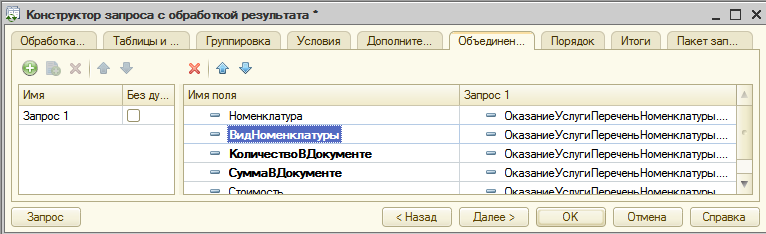 Конструктор запроса с обработкой результата *
Обработка... Таблицы и ... Группировка Условия Дополните... Объединен... Порядок Итоги Пакет зап...
Имя Без ду... Имя поля Запрос 1
Запрос 1 Номенклатура ОказаниеУслугиПереченьНоменклатуры....
ВидНоменклатуры ОказаниеУслугиПереченьНоменклатуры....
КоличествоВДокументе ОказаниеУслугиПереченьНоменклатуры....
СуммаВДокументе ОказаниеУслугиПереченьНоменклатуры....
Стоимость ОказаниеУслугиПереченьНоменклатуры....
Запрос < Назад Далее > OK Отмена Справка